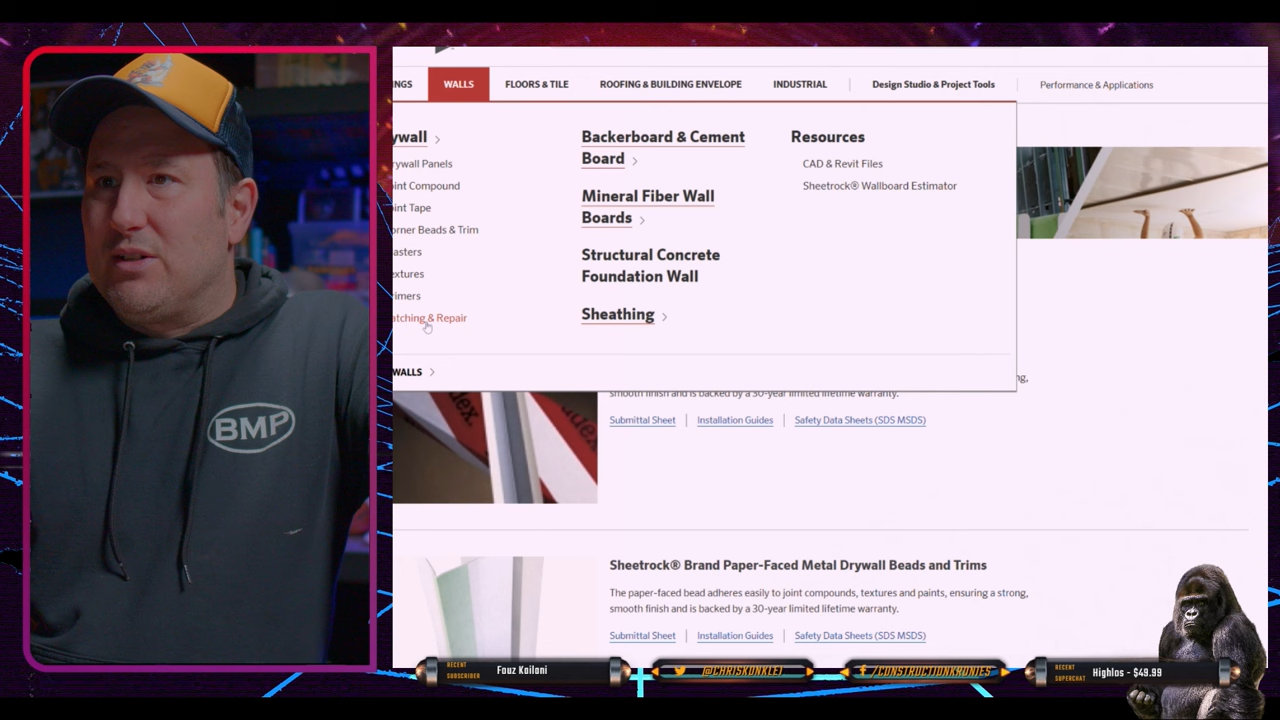 NGS
WALLS
FLOORS & TILE
ROOFING & BUILDING ENVELOPE
INDUSTRIAL
Design Studio & Project Tools
Performance & Applications
ywall
rywall Panels
int Compound
int Tape
orner Beads & Trim
asters
extures
imers
atching & Repair
WALLS
Backerboard & Cement
Board
Mineral Fiber Wall
Boards
Structural Concrete
Foundation Wall
Sheathing
Resources
CAD & Revit Files
Sheetrock® Wallboard Estimator
ng,
smooth finish and is backed by a 30-year limited lifetime warranty.
Submittal Sheet | Installation Guides | Safety Data Sheets (SDS MSDS)
Sheetrock® Brand Paper-Faced Metal Drywall Beads and Trims
The paper-faced bead adheres easily to joint compounds, textures and paints, ensuring a strong,
smooth finish and is backed by a 30-year limited lifetime warranty.
Submittal Sheet | Installation Guides | Safety Data Sheets (SDS MSDS)
BMP
RECENT
SUBSCRIBER
Fouz Kailani
@CHRISKUNKLE1
/CONSTRUCTIONKRONIES
RECENT
SUPERCHAT
Highlos - $49.99